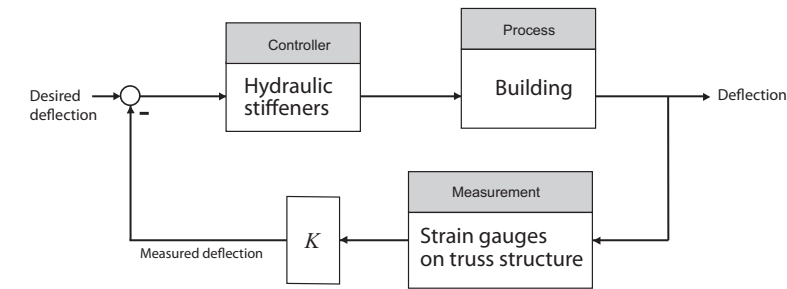 Controller
Hydraulic
stiffeners
Process
Building
Desired
deflection
-
Deflection
Measurement
Strain gauges
on truss structure
K
Measured deflection